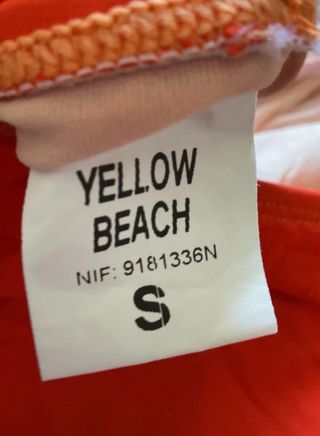 YELLOW
BEACH
NIF: 9181336N
S